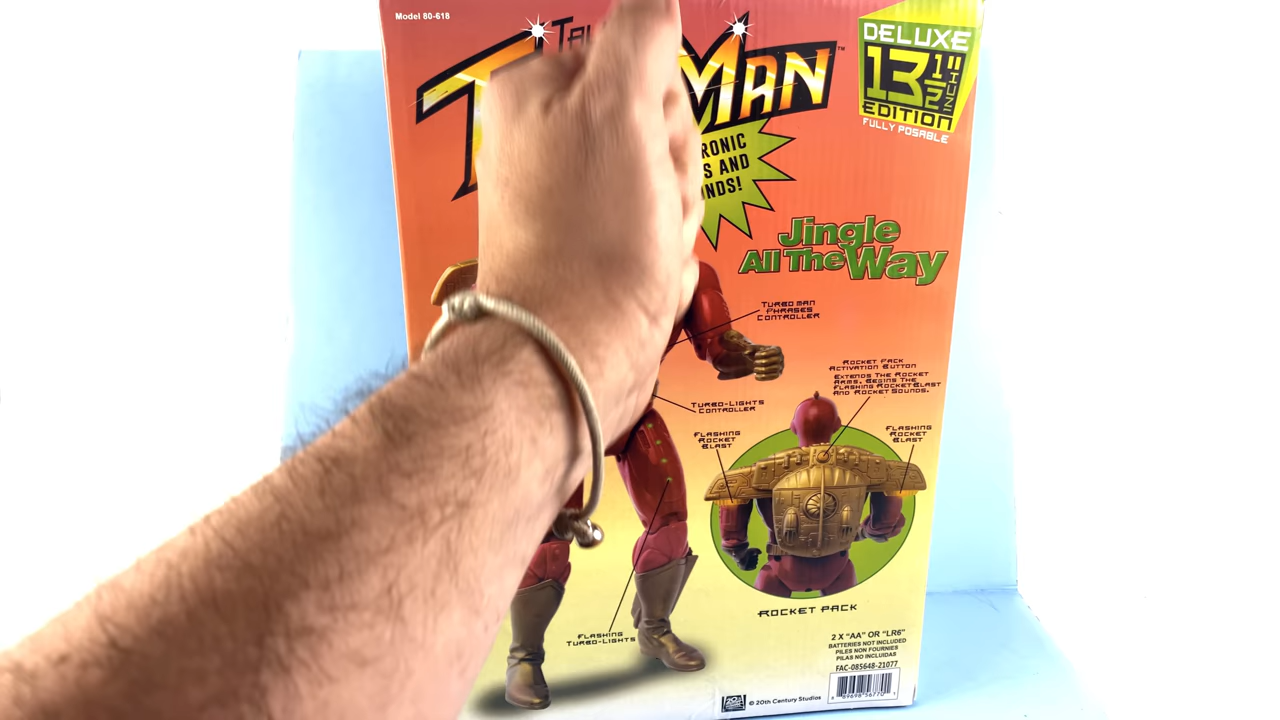 Model 80-618
MAN™
DELUXE
13 1/2" INCH
EDITION
FULLY POSABLE
RONIC
S AND
NDS!
Jingle
All The Way
TURBO MAN
PHRASES
CONTROLLER
ROCKET PACK
ACTIVATION BUTTON
EXTENDS THE ROCKET
ARMS, BEGINS THE
FLASHING ROCKET BLAST
AND ROCKET SOUNDS.
TURBO-LIGHTS
CONTROLLER
FLASHING
ROCKET
BLAST
FLASHING
ROCKET
BLAST
ROCKET PACK
FLASHING
TURBO-LIGHTS
2 X "AA" OR "LR6"
BATTERIES NOT INCLUDED
PILES NON FOURNIES
PILAS NO INCLUIDAS
FAC-085648-21077
© 20th Century Studios